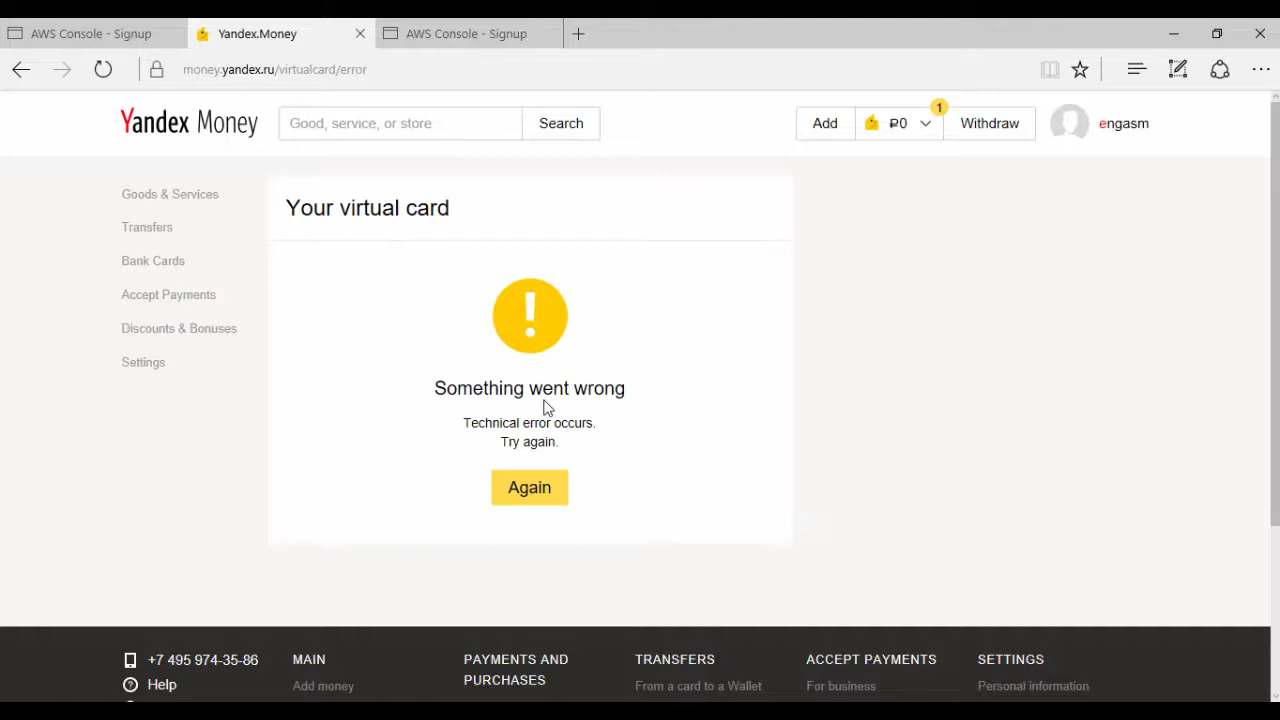 AWS Console - Signup
Yandex.Money
AWS Console - Signup
money.yandex.ru/virtualcard/error
Yandex Money
Good, service, or store
Search
Add
₽0
1
Withdraw
engasm
Goods & Services
Transfers
Bank Cards
Accept Payments
Discounts & Bonuses
Settings
Your virtual card
!
Something went wrong
Technical error occurs.
Try again.
Again
+7 495 974-35-86
Help
MAIN
Add money
PAYMENTS AND
PURCHASES
TRANSFERS
From a card to a Wallet
ACCEPT PAYMENTS
For business
SETTINGS
Personal information